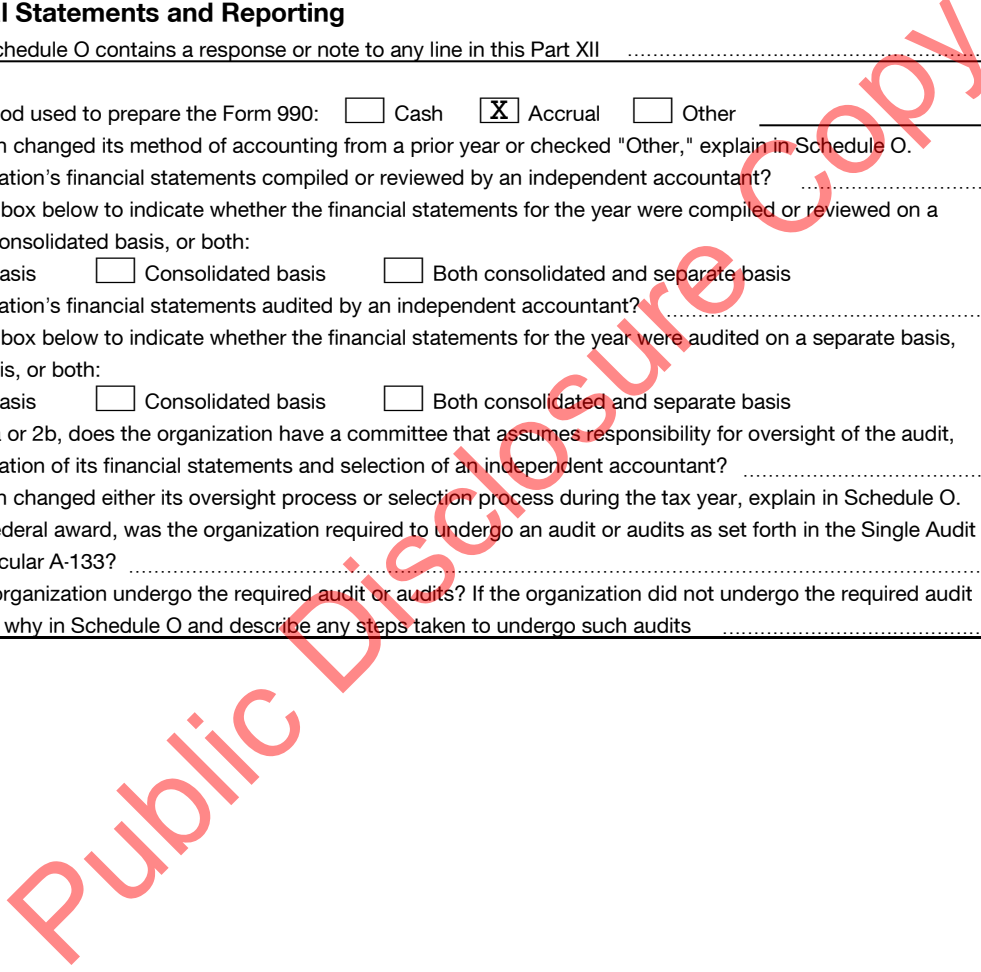 l Statements and Reporting
chedule O contains a response or note to any line in this Part XII
od used to prepare the Form 990: Cash X Accrual Other
n changed its method of accounting from a prior year or checked "Other," explain in Schedule O.
ation's financial statements compiled or reviewed by an independent accountant?
box below to indicate whether the financial statements for the year were compiled or reviewed on a
onsolidated basis, or both:
asis Consolidated basis Both consolidated and separate basis
ation's financial statements audited by an independent accountant?
box below to indicate whether the financial statements for the year were audited on a separate basis,
is, or both:
asis Consolidated basis Both consolidated and separate basis
or 2b, does the organization have a committee that assumes responsibility for oversight of the audit,
ation of its financial statements and selection of an independent accountant?
n changed either its oversight process or selection process during the tax year, explain in Schedule O.
ederal award, was the organization required to undergo an audit or audits as set forth in the Single Audit
cular A-133?
organization undergo the required audit or audits? If the organization did not undergo the required audit
why in Schedule O and describe any steps taken to undergo such audits
Public Disclosure Copy